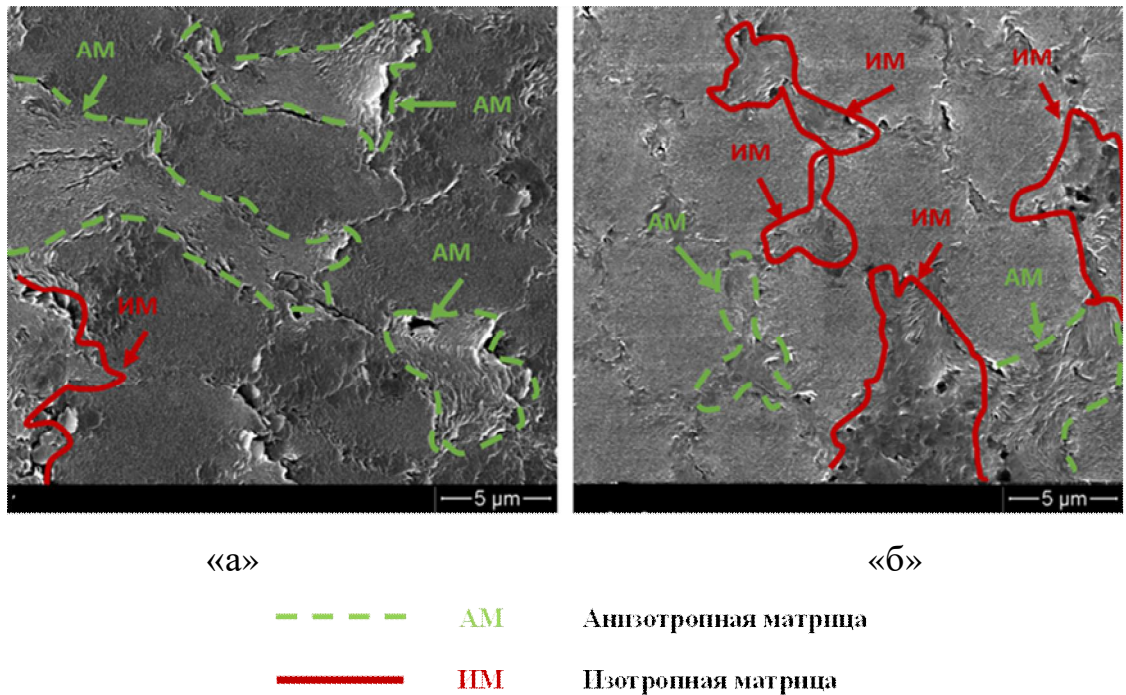 АМ
АМ
АМ
ИМ
5 µm
ИМ
ИМ
ИМ
АМ
ИМ
АМ
5 µm
«а»
«б»
АМ Анизотропная матрица
ИМ Изотропная матрица